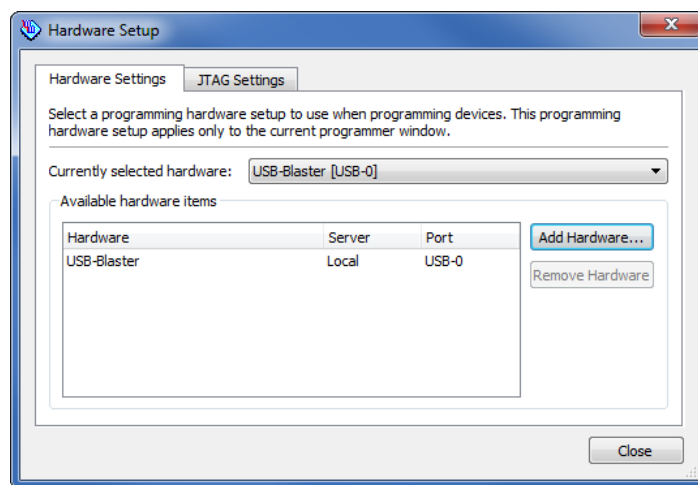 Hardware Setup
Hardware Settings
JTAG Settings
Select a programming hardware setup to use when programming devices. This programming
hardware setup applies only to the current programmer window.
Currently selected hardware: USB-Blaster [USB-0]
Available hardware items
Hardware Server Port
USB-Blaster Local USB-0
Add Hardware...
Remove Hardware
Close